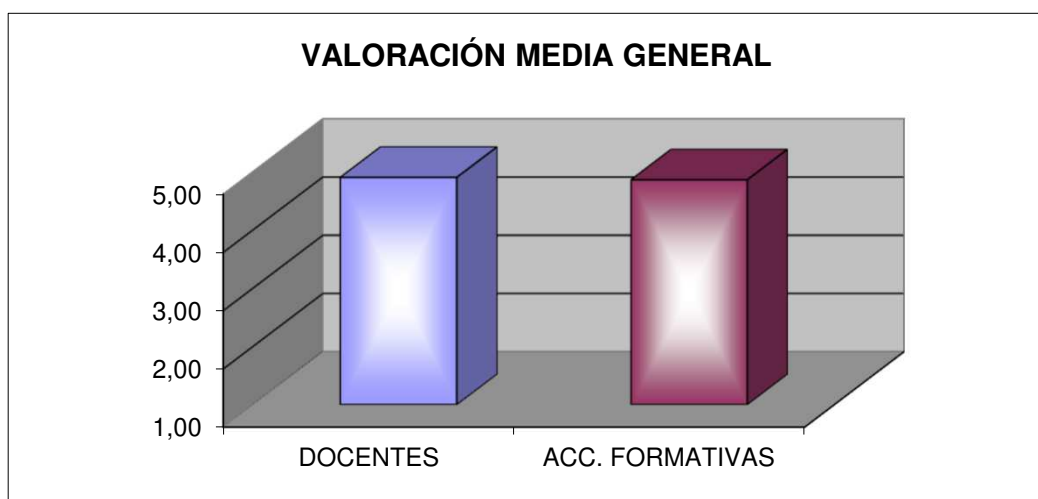 VALORACIÓN MEDIA GENERAL
5,00
4,00
3,00
2,00
1,00
DOCENTES
ACC. FORMATIVAS